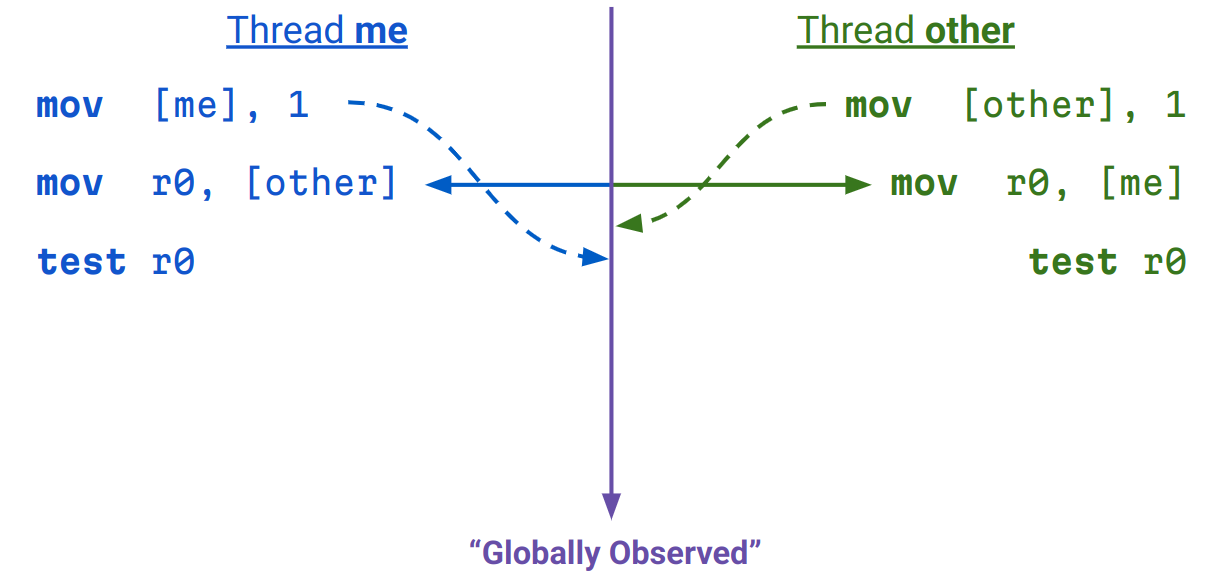 Thread me
mov [me], 1
mov r0, [other]
test r0
Thread other
mov [other], 1
mov r0, [me]
test r0
“Globally Observed”